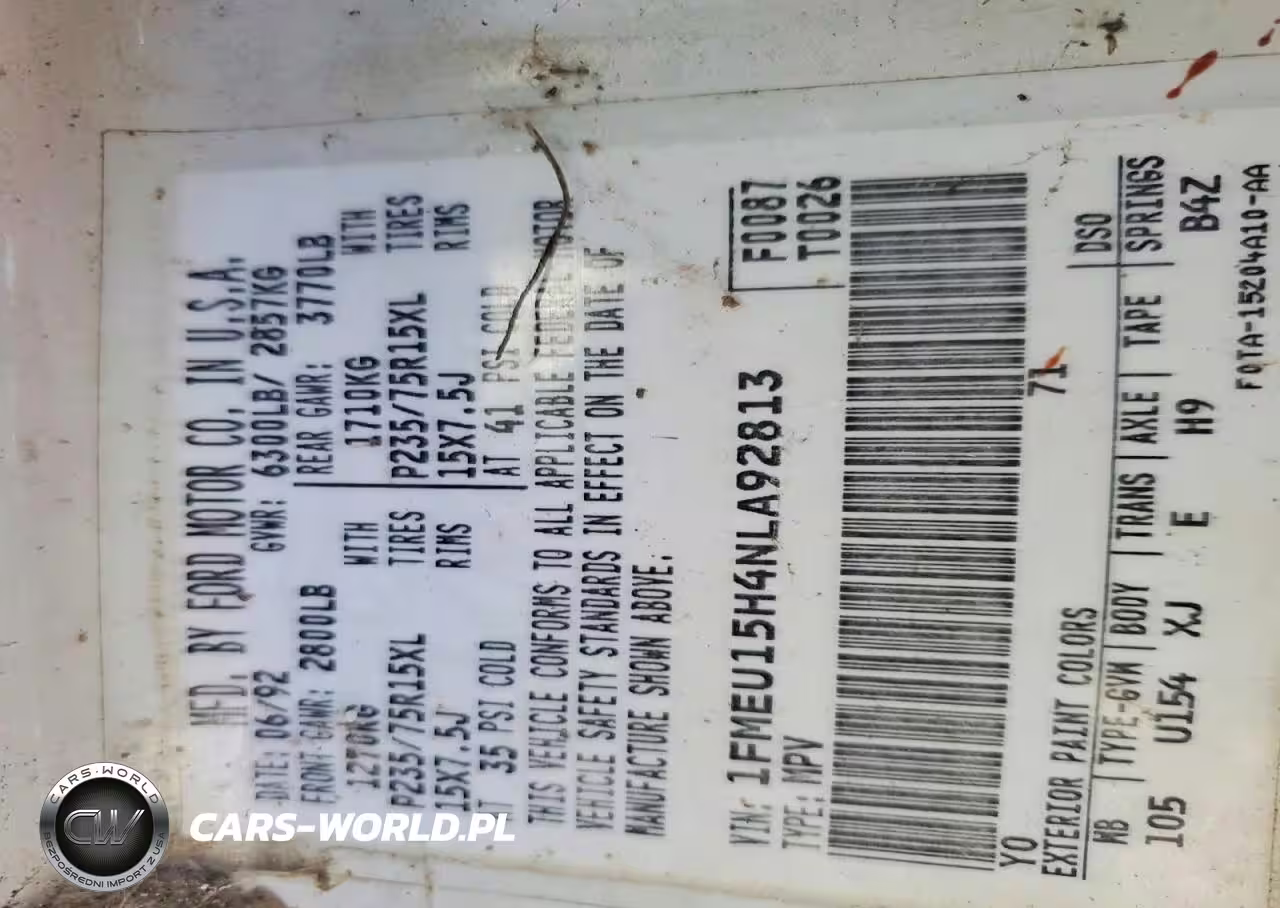 MFD. BY FORD MOTOR CO. IN U.S.A.
DATE: 06/92 GVWR: 6300LB/ 2857KG
FRONT GAWR: 2800LB REAR GAWR: 3770LB
1270KG WITH 1710KG WITH
P235/75R15XL TIRES P235/75R15XL TIRES
15X7.5J RIMS 15X7.5J RIMS
AT 35 PSI COLD AT 41 PSI COLD
THIS VEHICLE CONFORMS TO ALL APPLICABLE FEDERAL MOTOR
VEHICLE SAFETY STANDARDS IN EFFECT ON THE DATE OF
MANUFACTURE SHOWN ABOVE.
VIN: 1FMEU15H4NLA92813 F0087
TYPE: MPV T0026
YO 71
EXTERIOR PAINT COLORS DSO
WB TYPE-GVM BODY TRANS AXLE TAPE SPRINGS
105 U154 XJ E H9 B4Z
F0TA-15204A10-AA
CARS-WORLD
CW
BEZPOŚREDNI IMPORT Z USA
CARS-WORLD.PL